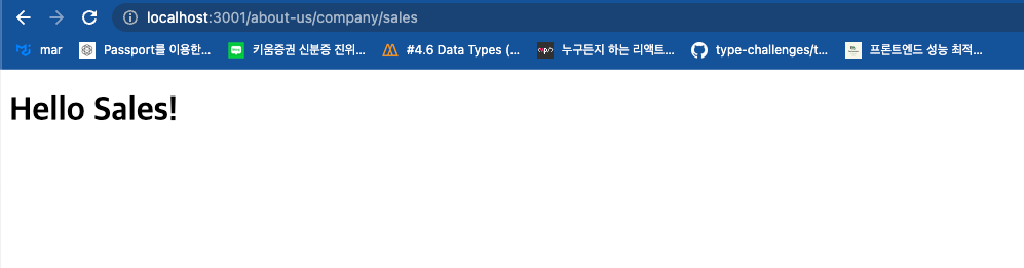 localhost:3001/about-us/company/sales
mar Passport를 이용한... 키움증권 신분증 진위... #4.6 Data Types (... 누구든지 하는 리액트... type-challenges/t... 프론트엔드 성능 최적...
Hello Sales!